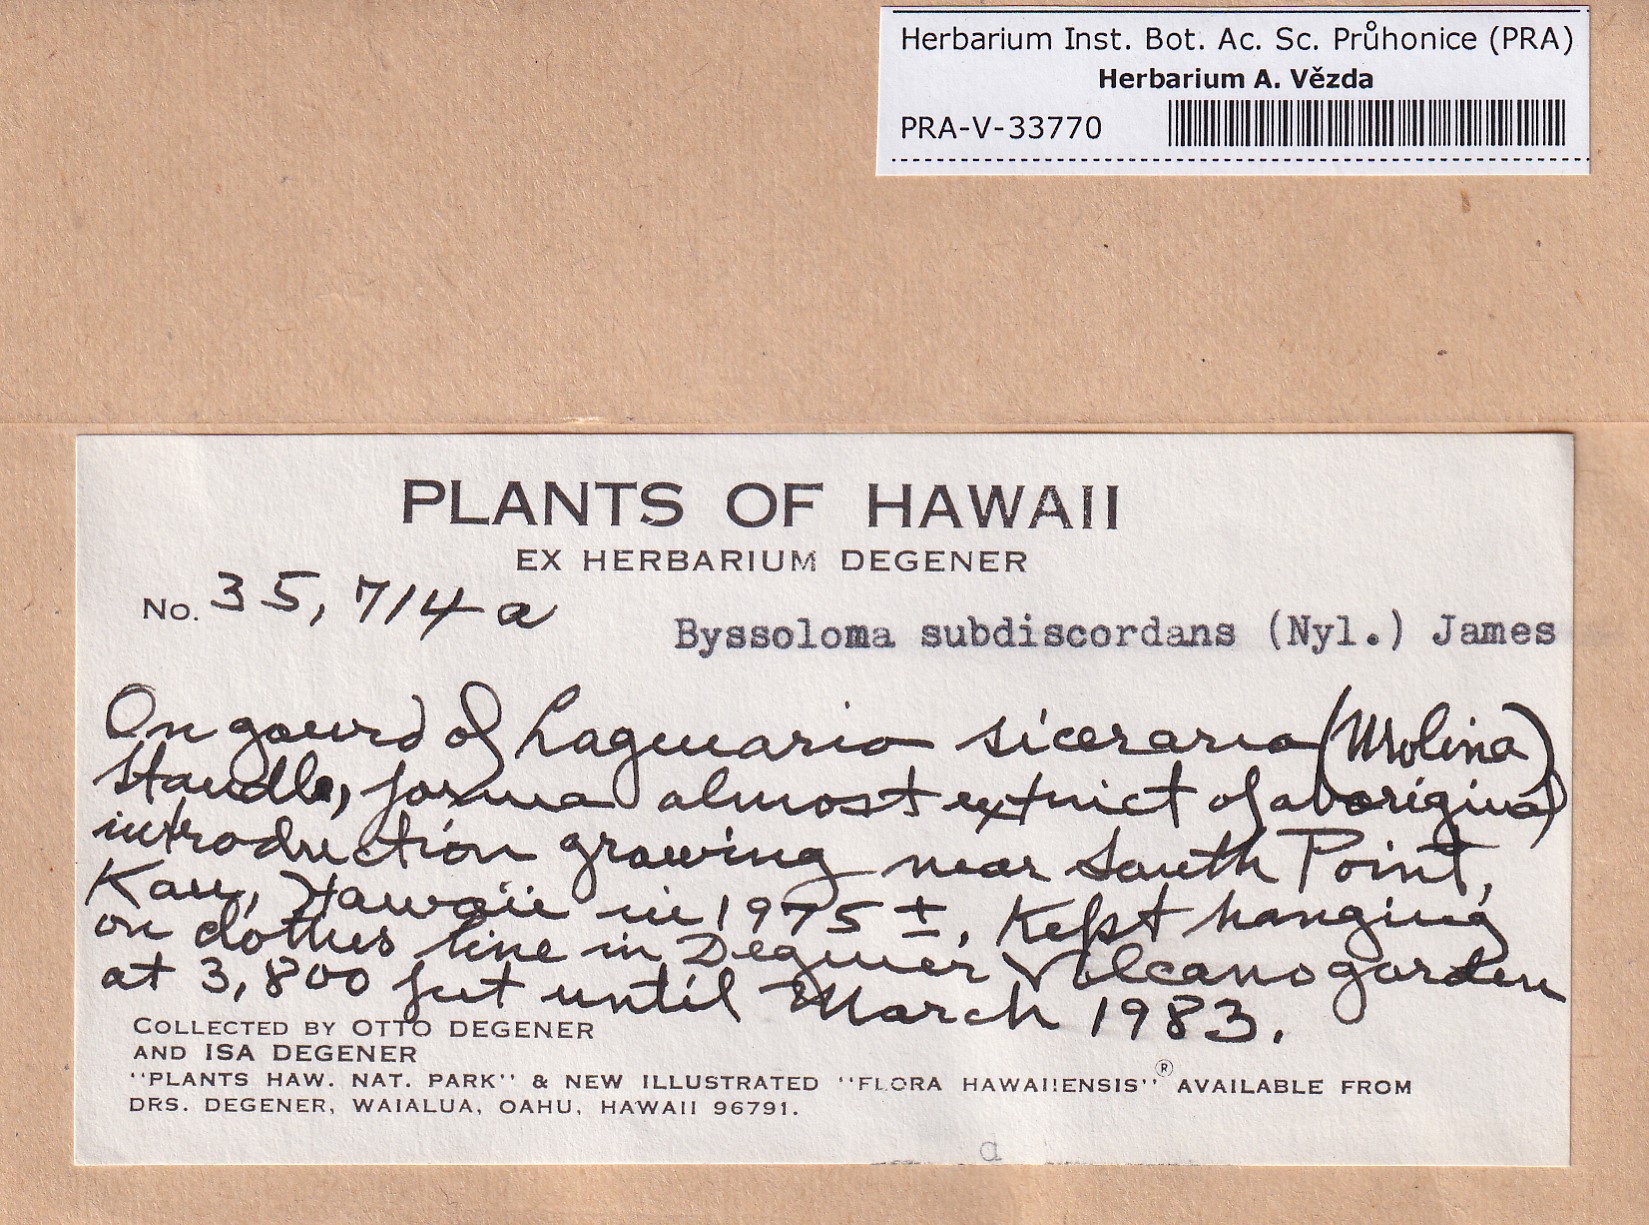 Herbarium Inst. Bot. Ac. Sc. Průhonice (PRA)
Herbarium A. Vězda
PRA-V-33770
PLANTS OF HAWAII
EX HERBARIUM DEGENER
No. 35,714a
Byssoloma subdiscordans (Nyl.) James
On gourd of Lagenaria siceraria (Molina)
Standl., forma almost extinct of aboriginal
introduction growing near South Point,
Kau, Hawaii in 1975 ±. Kept hanging
on clothes line in Degener Volcano garden
at 3,800 feet until March 1983.
COLLECTED BY OTTO DEGENER
AND ISA DEGENER
"PLANTS HAW. NAT. PARK" & NEW ILLUSTRATED "FLORA HAWAIIENSIS"® AVAILABLE FROM
DRS. DEGENER, WAIALUA, OAHU, HAWAII 96791.
a